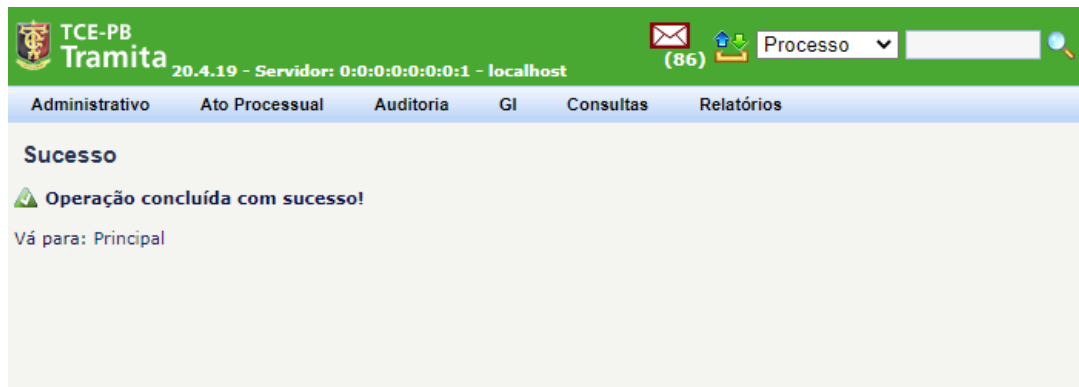 TCE-PB
Tramita 20.4.19 - Servidor: 0:0:0:0:0:0:0:1 - localhost
(86) Processo
Administrativo Ato Processual Auditoria GI Consultas Relatórios
Sucesso
Operação concluída com sucesso!
Vá para: Principal